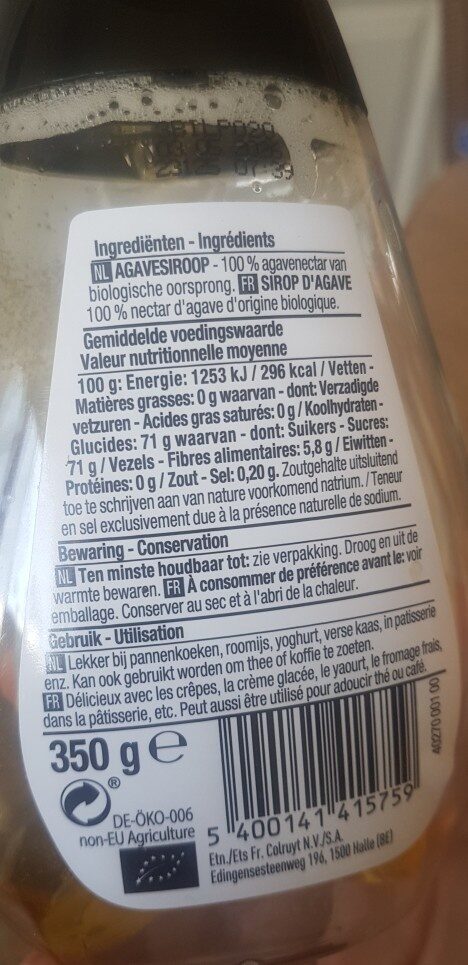 Ingrediënten - Ingrédients
NL AGAVESIROOP - 100 % agavenectar van
biologische oorsprong. FR SIROP D'AGAVE
100 % nectar d'agave d'origine biologique.
Gemiddelde voedingswaarde
Valeur nutritionnelle moyenne
100 g: Energie: 1253 kJ / 296 kcal / Vetten -
Matières grasses: 0 g waarvan - dont: Verzadigde
vetzuren - Acides gras saturés: 0 g / Koolhydraten -
Glucides: 71 g waarvan - dont: Suikers - Sucres:
71 g / Vezels - Fibres alimentaires: 5,8 g / Eiwitten -
Protéines: 0 g / Zout - Sel: 0,20 g. Zoutgehalte uitsluitend
toe te schrijven aan van nature voorkomend natrium. / Teneur
en sel exclusivement due à la présence naturelle de sodium.
Bewaring - Conservation
NL Ten minste houdbaar tot: zie verpakking. Droog en uit de
warmte bewaren. FR À consommer de préférence avant le: voir
emballage. Conserver au sec et à l'abri de la chaleur.
Gebruik - Utilisation
NL Lekker bij pannenkoeken, roomijs, yoghurt, verse kaas, in patisserie
enz. Kan ook gebruikt worden om thee of koffie te zoeten.
FR Délicieux avec les crêpes, la crème glacée, le yaourt, le fromage frais,
dans la pâtisserie, etc. Peut aussi être utilisé pour adoucir thé ou café.
350 g e
®
DE-ÖKO-006
non-EU Agriculture
5 400141 415759
Etn./Ets Fr. Colruyt N.V./S.A.
Edingensesteenweg 196, 1500 Halle (BE)
40270 001 00